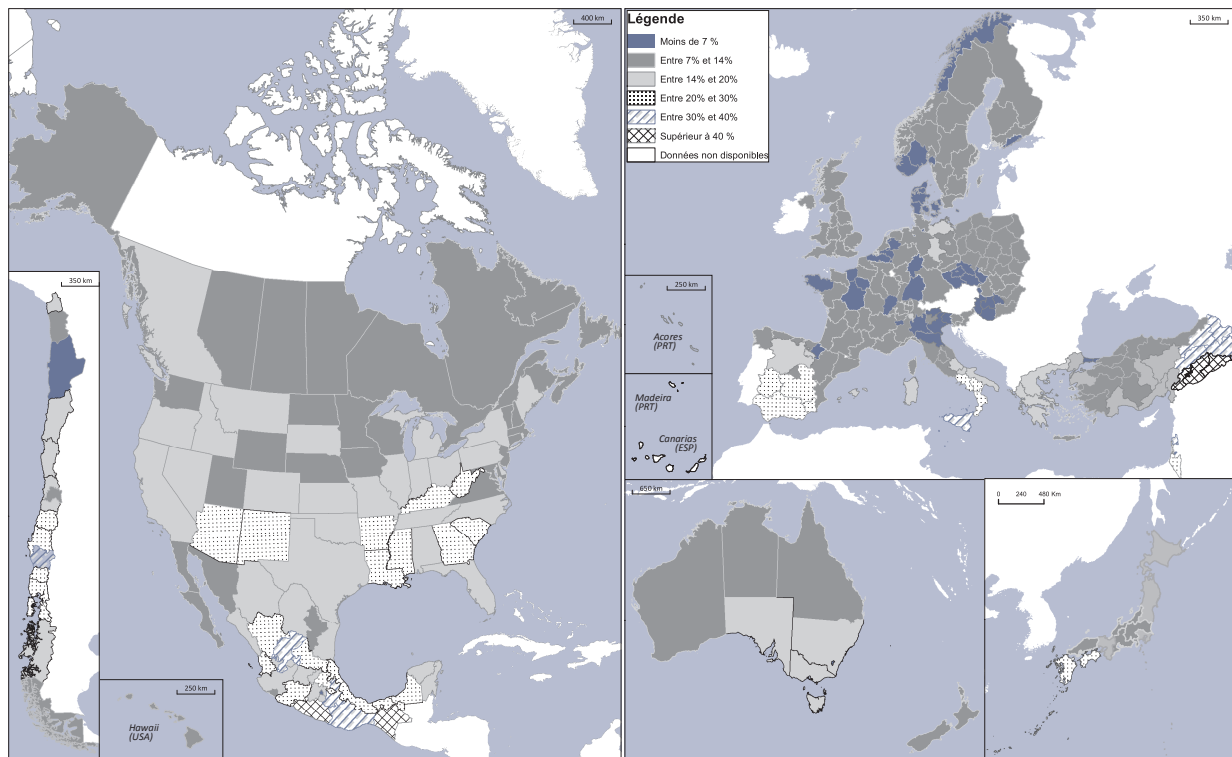 400 km
350 km
Hawaii
(USA)
250 km
Légende
Moins de 7 %
Entre 7% et 14%
Entre 14% et 20%
Entre 20% et 30%
Entre 30% et 40%
Supérieur à 40 %
Données non disponibles
350 km
250 km
Acores
(PRT)
Madeira
(PRT)
Canarias
(ESP)
650 km
0 240 480 Km